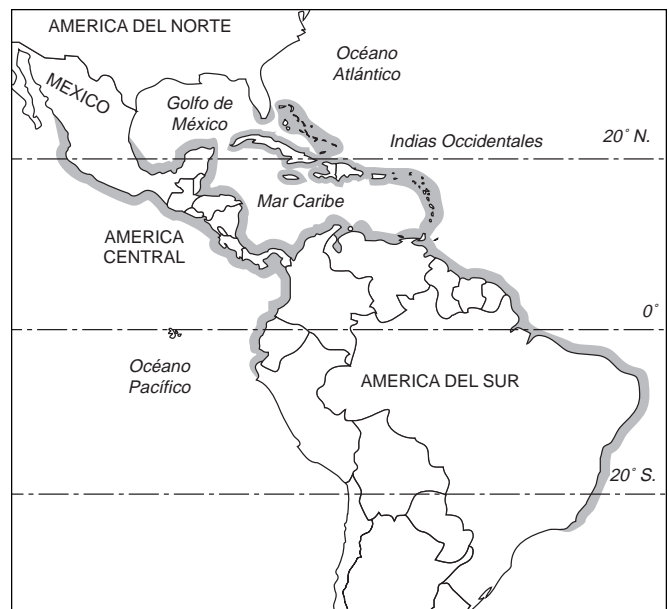 AMERICA DEL NORTE
Océano
Atlántico
MEXICO
Golfo de
México
Indias Occidentales
20° N.
Mar Caribe
AMERICA
CENTRAL
0°
Océano
Pacífico
AMERICA DEL SUR
20° S.